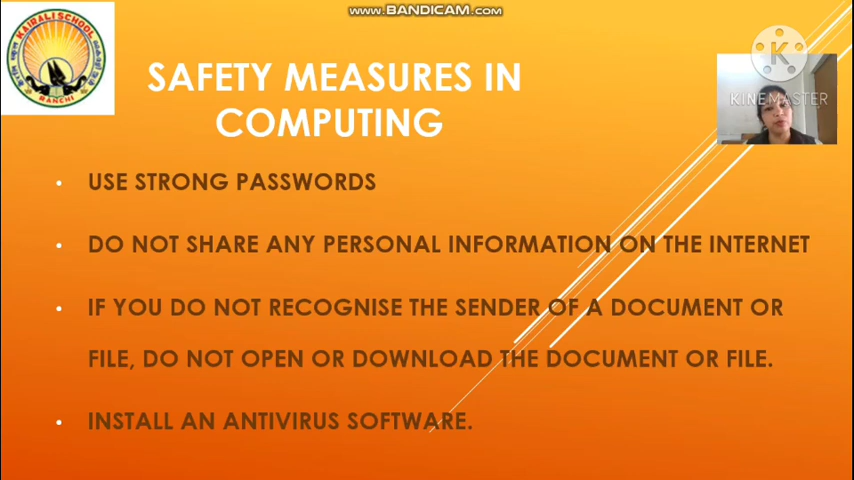 www.BANDICAM.com
KAIRALI SCHOOL
RANCHI
SAFETY MEASURES IN
COMPUTING
K
KINEMASTER
• USE STRONG PASSWORDS
• DO NOT SHARE ANY PERSONAL INFORMATION ON THE INTERNET
• IF YOU DO NOT RECOGNISE THE SENDER OF A DOCUMENT OR
FILE, DO NOT OPEN OR DOWNLOAD THE DOCUMENT OR FILE.
• INSTALL AN ANTIVIRUS SOFTWARE.